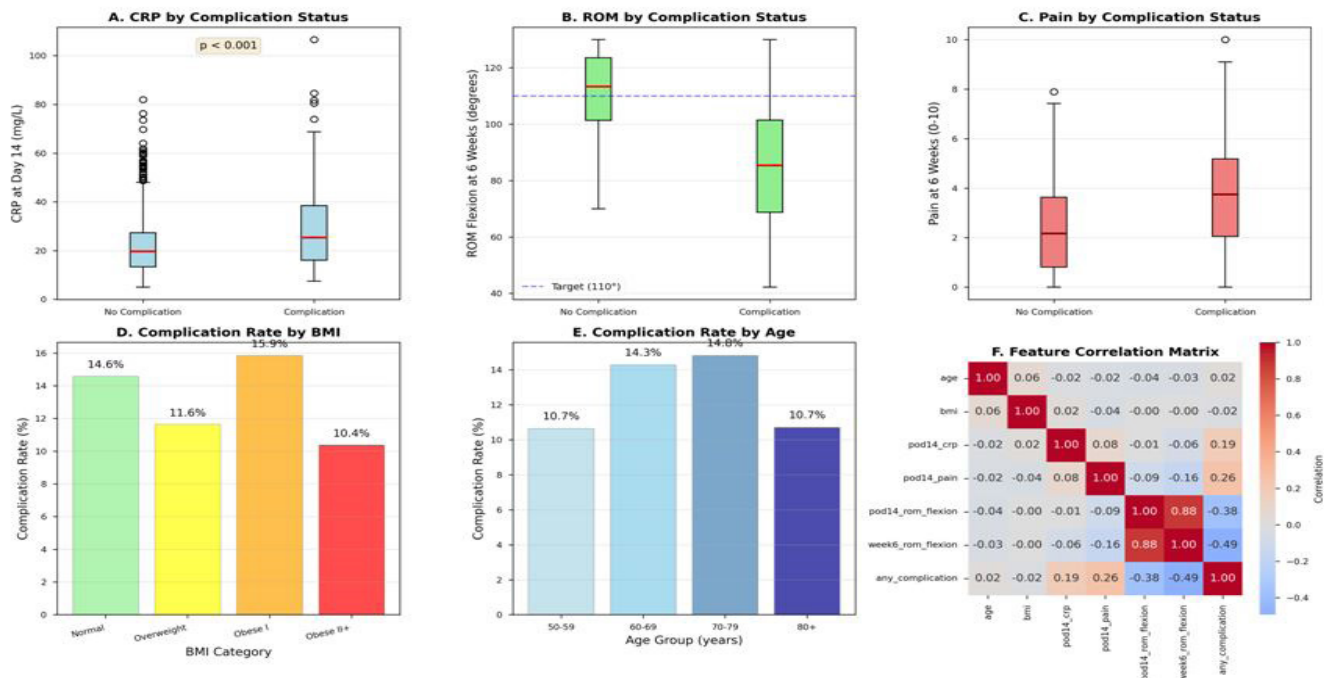 A. CRP by Complication Status
p < 0.001
CRP at Day 14 (mg/L)
100
80
60
40
20
0
No Complication
Complication
B. ROM by Complication Status
ROM Flexion at 6 Weeks (degrees)
120
100
80
60
40
Target (110°)
No Complication
Complication
C. Pain by Complication Status
Pain at 6 Weeks (0-10)
10
8
6
4
2
0
No Complication
Complication
D. Complication Rate by BMI
Complication Rate (%)
16
14
12
10
8
6
4
2
0
14.6%
11.6%
15.9%
10.4%
Normal
Overweight
Obese I
Obese II+
BMI Category
E. Complication Rate by Age
Complication Rate (%)
14
12
10
8
6
4
2
0
10.7%
14.3%
14.8%
10.7%
50-59
60-69
70-79
80+
Age Group (years)
F. Feature Correlation Matrix
age 1.00 0.06 -0.02 -0.02 -0.04 -0.03 0.02
bmi 0.06 1.00 0.02 -0.04 -0.00 -0.00 -0.02
pod14_crp -0.02 0.02 1.00 0.08 -0.01 -0.06 0.19
pod14_pain -0.02 -0.04 0.08 1.00 -0.09 -0.16 0.26
pod14_rom_flexion -0.04 -0.00 -0.01 -0.09 1.00 0.88 -0.38
week6_rom_flexion -0.03 -0.00 -0.06 -0.16 0.88 1.00 -0.49
any_complication 0.02 -0.02 0.19 0.26 -0.38 -0.49 1.00
age
bmi
pod14_crp
pod14_pain
pod14_rom_flexion
week6_rom_flexion
any_complication
1.0
0.8
0.6
0.4
0.2
0.0
-0.2
-0.4
Correlation